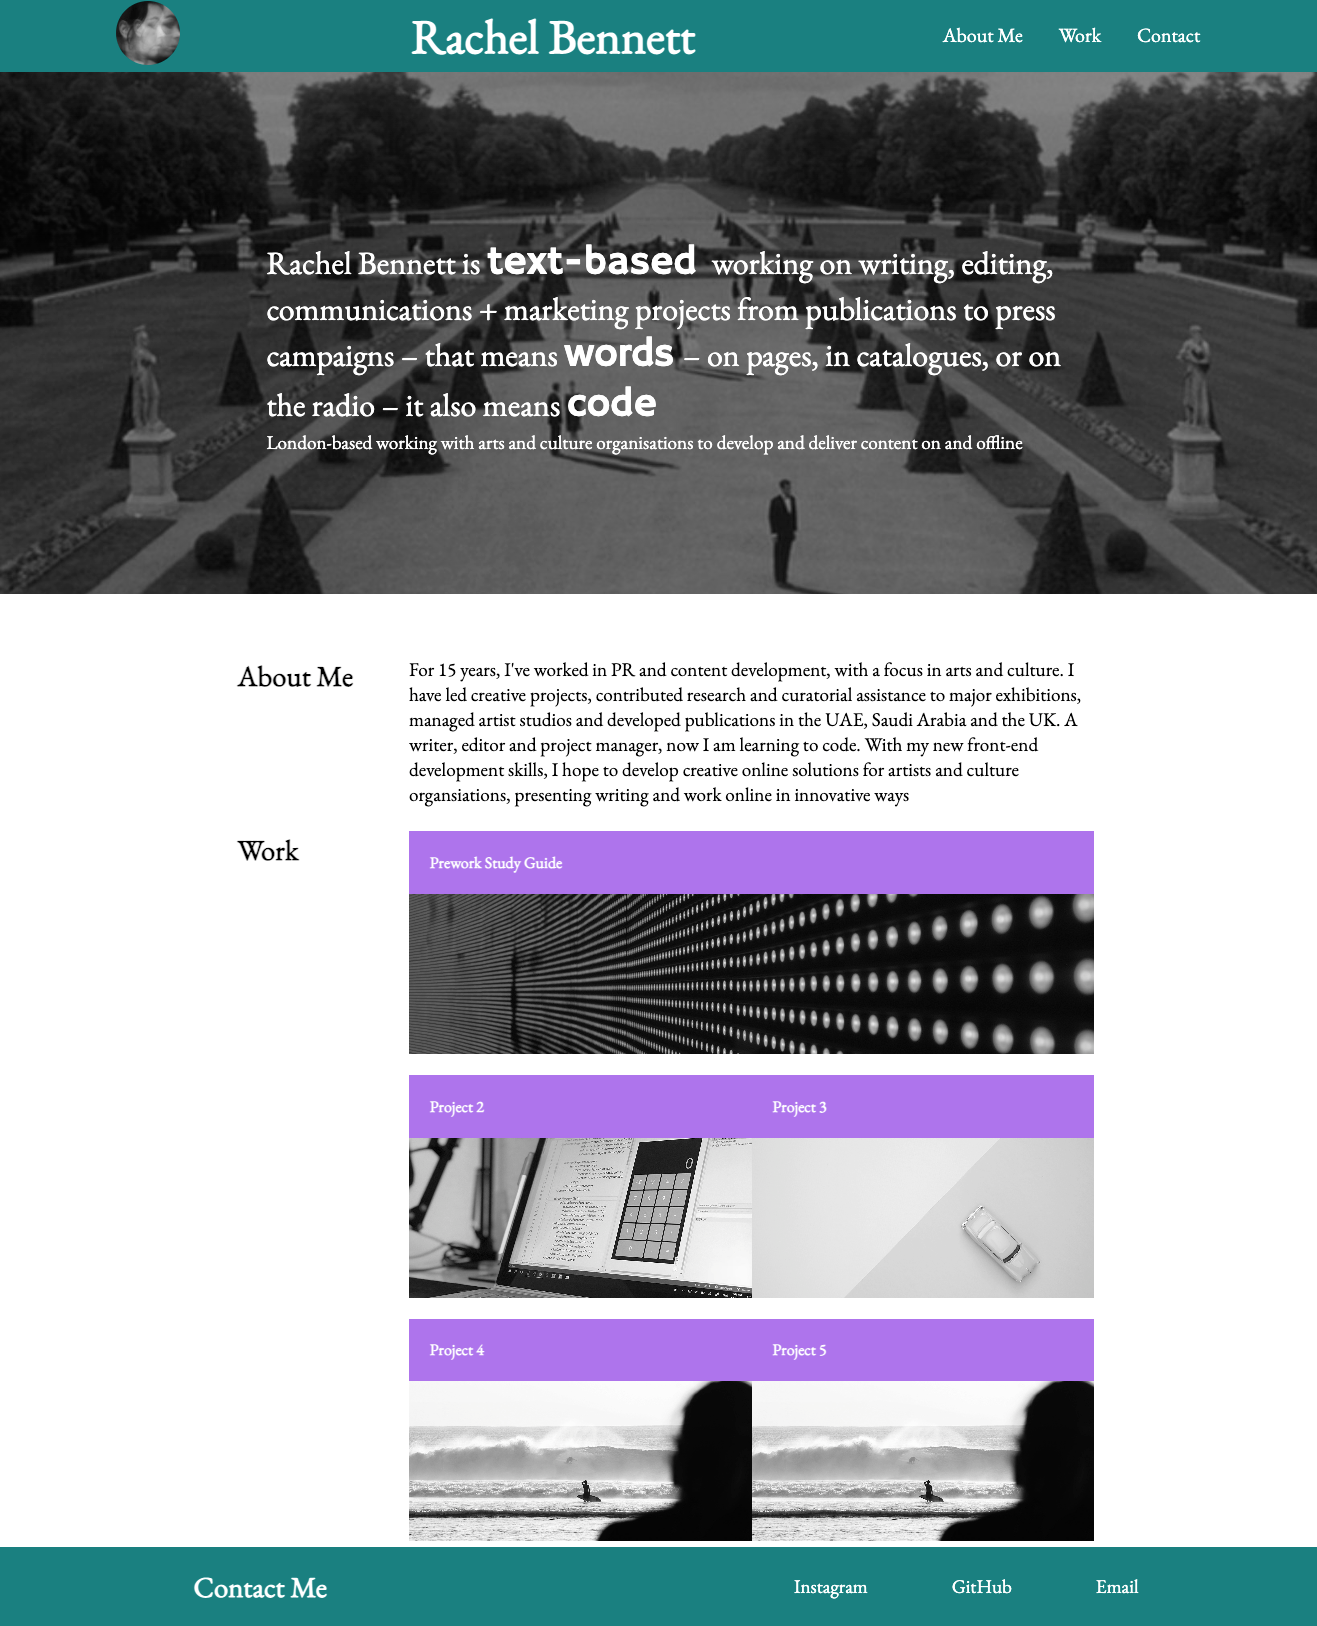 Rachel Bennett
About Me
Work
Contact
Rachel Bennett is text-based working on writing, editing,
communications + marketing projects from publications to press
campaigns – that means words – on pages, in catalogues, or on
the radio – it also means code
London-based working with arts and culture organisations to develop and deliver content on and offline
About Me
For 15 years, I've worked in PR and content development, with a focus in arts and culture. I
have led creative projects, contributed research and curatorial assistance to major exhibitions,
managed artist studios and developed publications in the UAE, Saudi Arabia and the UK. A
writer, editor and project manager, now I am learning to code. With my new front-end
development skills, I hope to develop creative online solutions for artists and culture
organsiations, presenting writing and work online in innovative ways
Work
Prework Study Guide
Project 2
Project 3
0
Project 4
Project 5
Contact Me
Instagram
GitHub
Email